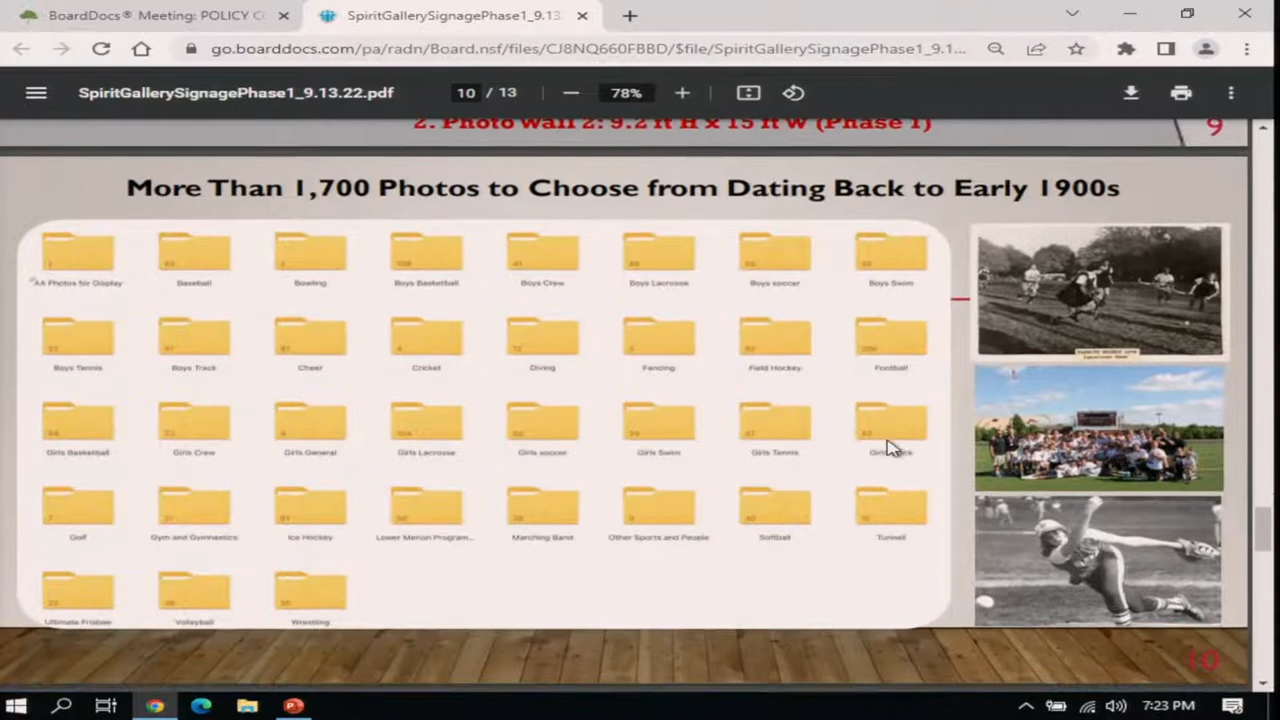 BoardDocs® Meeting: POLICY C
SpiritGallerySignagePhase1_9.13
go.boarddocs.com/pa/radn/Board.nsf/files/CJ8NQ660FBBD/$file/SpiritGallerySignagePhase1_9.1...
SpiritGallerySignagePhase1_9.13.22.pdf 10 / 13 78%
2. Photo Wall 2: 9.2 ft H x 15 ft W (Phase 1) 9
More Than 1,700 Photos to Choose from Dating Back to Early 1900s
AA Photos for Display Baseball Bowling Boys Basketball Boys Crew Boys Lacrosse Boys soccer Boys Swim
Boys Tennis Boys Track Cheer Cricket Diving Fencing Field Hockey Football
Girls Basketball Girls Crew Girls General Girls Lacrosse Girls soccer Girls Swim Girls Tennis
Golf Gym and Gymnastics Ice Hockey Lower Merion Program... Marching Band Other Sports and People Softball Tunnell
Ultimate Frisbee Volleyball Wrestling
10
7:23 PM